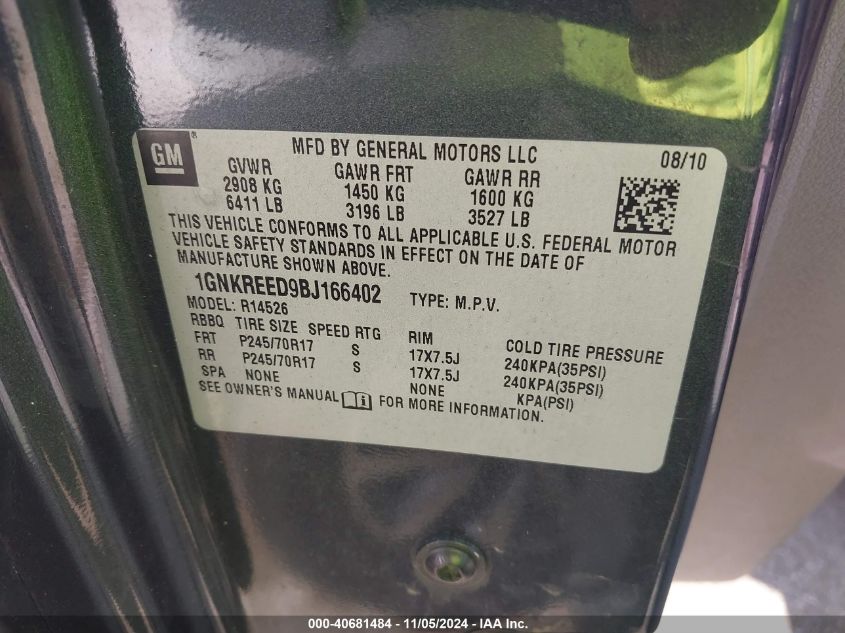 GM ® MFD BY GENERAL MOTORS LLC 08/10
GVWR GAWR FRT GAWR RR
2908 KG 1450 KG 1600 KG
6411 LB 3196 LB 3527 LB
THIS VEHICLE CONFORMS TO ALL APPLICABLE U.S. FEDERAL MOTOR
VEHICLE SAFETY STANDARDS IN EFFECT ON THE DATE OF
MANUFACTURE SHOWN ABOVE.
1GNKREED9BJ166402 TYPE: M.P.V.
MODEL: R14526
RBBQ TIRE SIZE SPEED RTG RIM COLD TIRE PRESSURE
FRT P245/70R17 S 17X7.5J 240KPA(35PSI)
RR P245/70R17 S 17X7.5J 240KPA(35PSI)
SPA NONE NONE KPA(PSI)
SEE OWNER'S MANUAL FOR MORE INFORMATION.
000-40681484 - 11/05/2024 - IAA Inc.